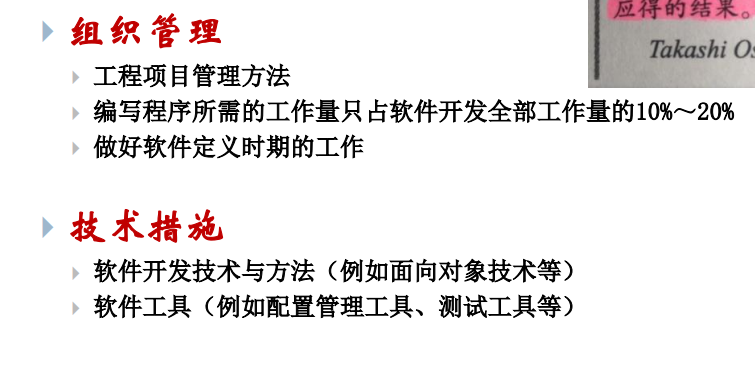 应得的结果。
Takashi
组织管理
工程项目管理方法
编写程序所需的工作量只占软件开发全部工作量的10%～20%
做好软件定义时期的工作
技术措施
软件开发技术与方法（例如面向对象技术等）
软件工具（例如配置管理工具、测试工具等）